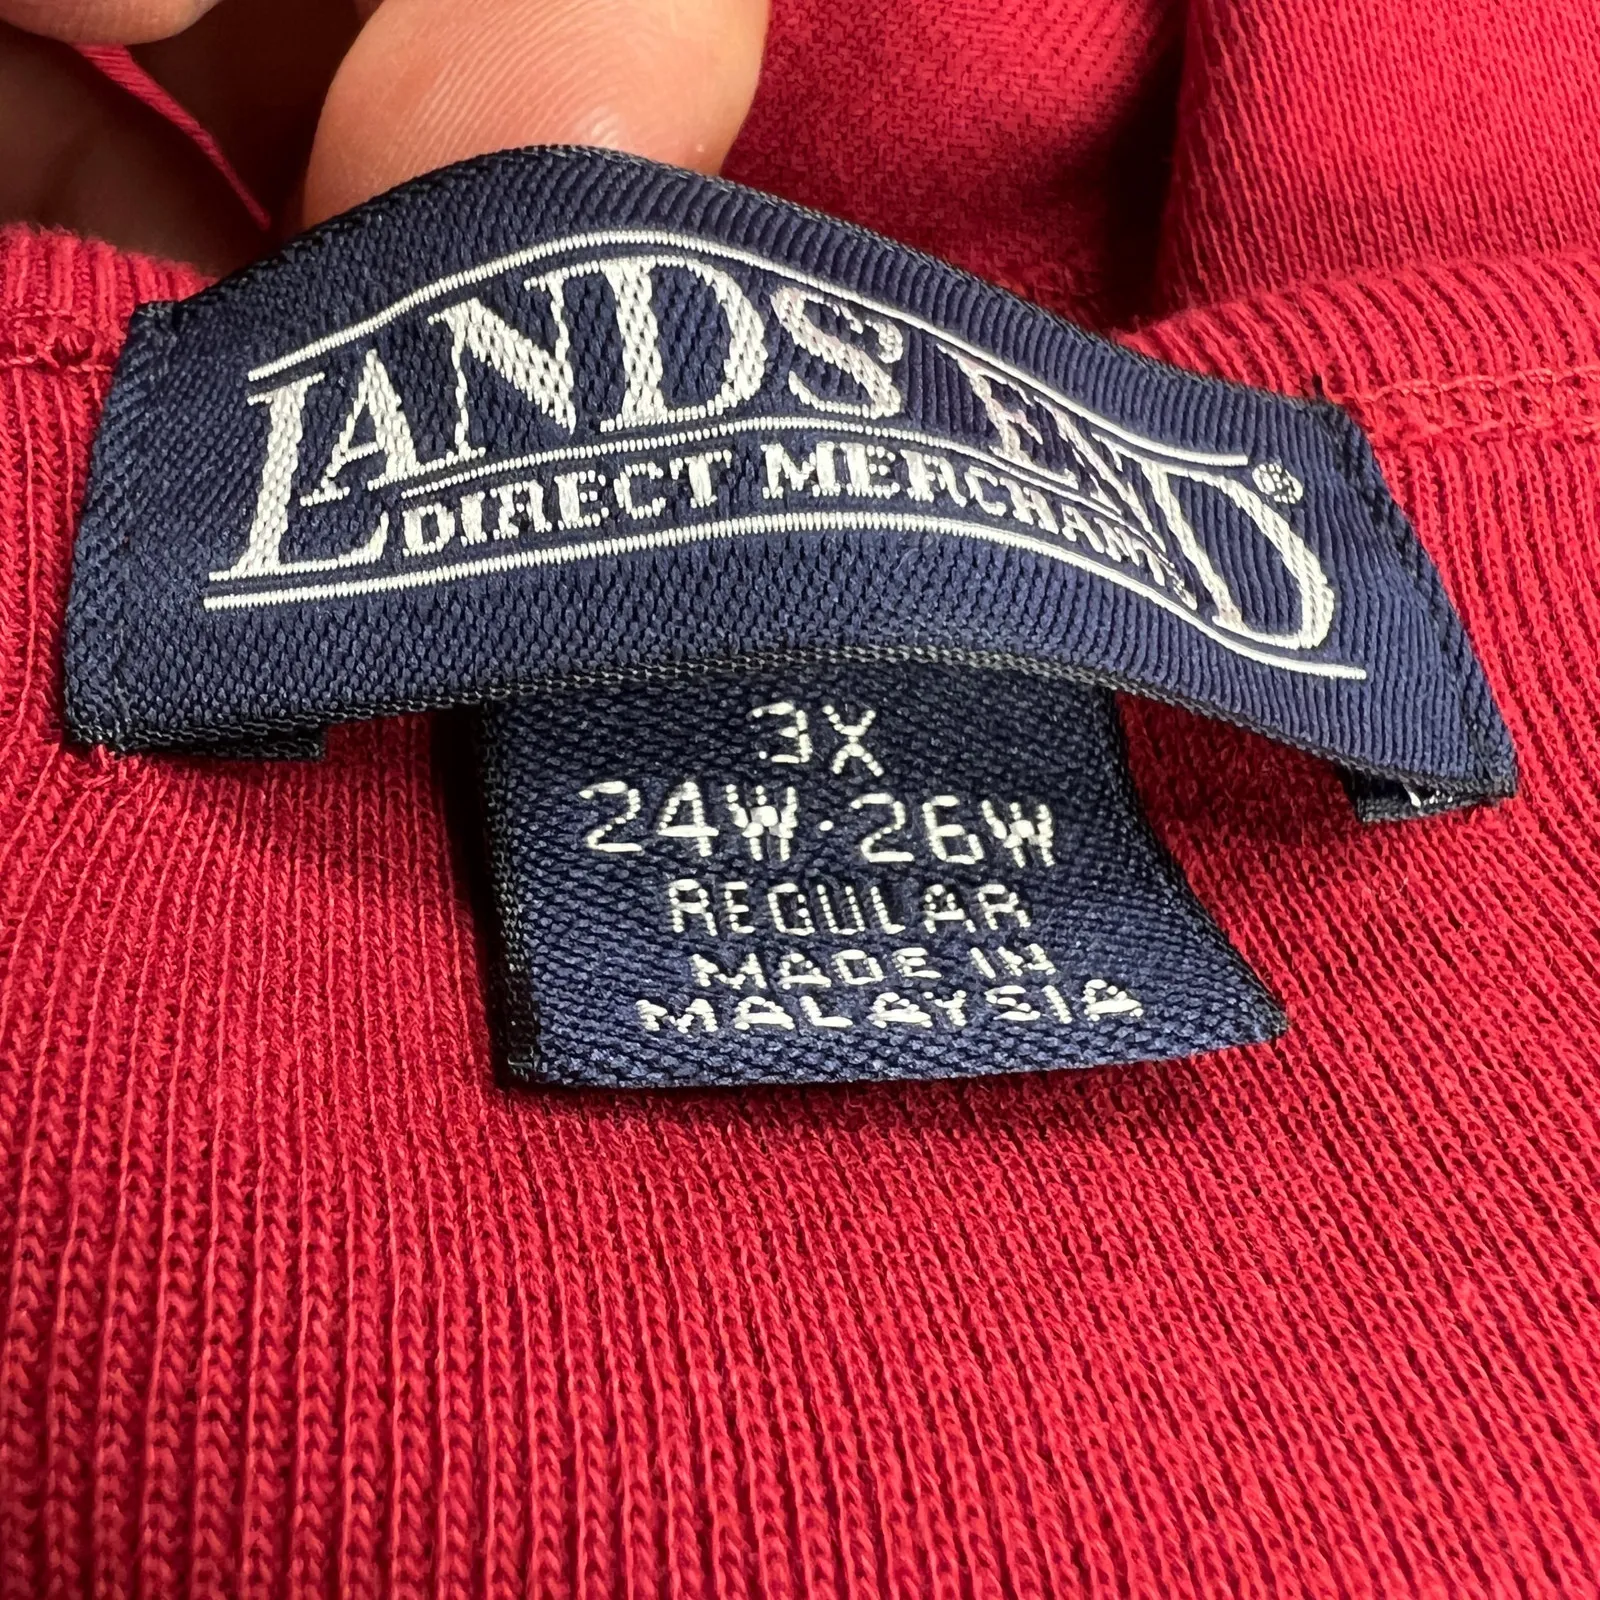 LANDS' END®
DIRECT MERCHANTS
3X
24W·26W
REGULAR
MADE IN
MALAYSIA